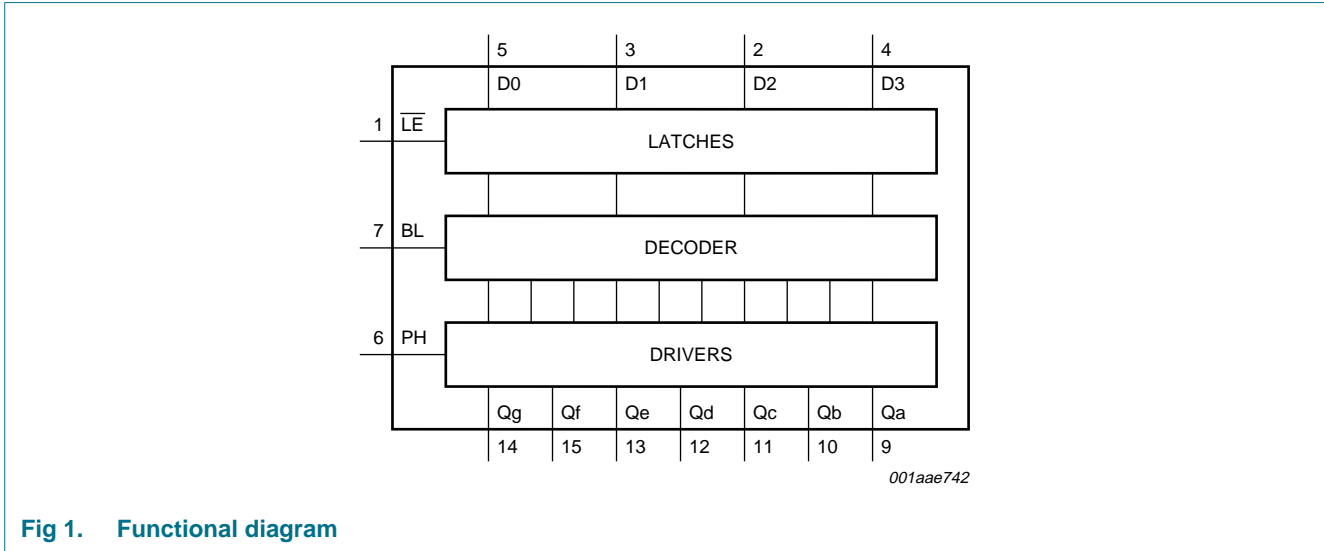 5 3 2 4
D0 D1 D2 D3
1 L̅E̅
LATCHES
7 BL
DECODER
6 PH
DRIVERS
Qg Qf Qe Qd Qc Qb Qa
14 15 13 12 11 10 9
001aae742
Fig 1. Functional diagram